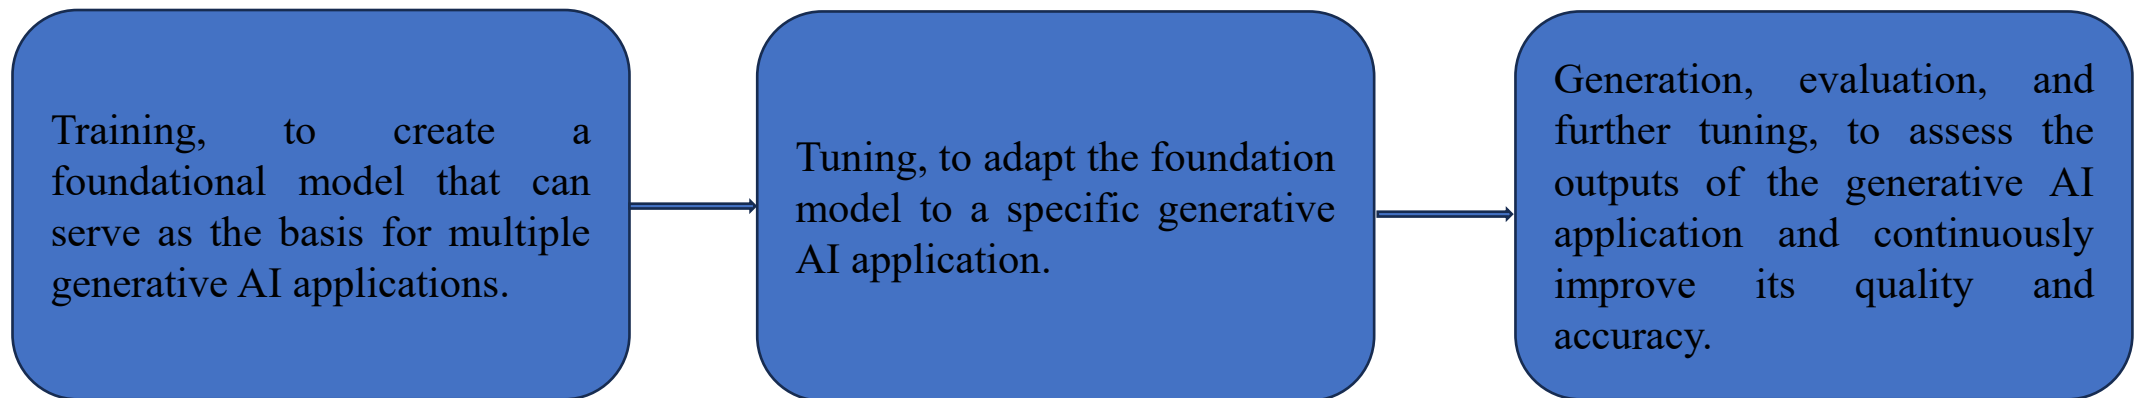 Training, to create a
foundational model that can
serve as the basis for multiple
generative AI applications.
Tuning, to adapt the foundation
model to a specific generative
AI application.
Generation, evaluation, and
further tuning, to assess the
outputs of the generative AI
application and continuously
improve its quality and
accuracy.